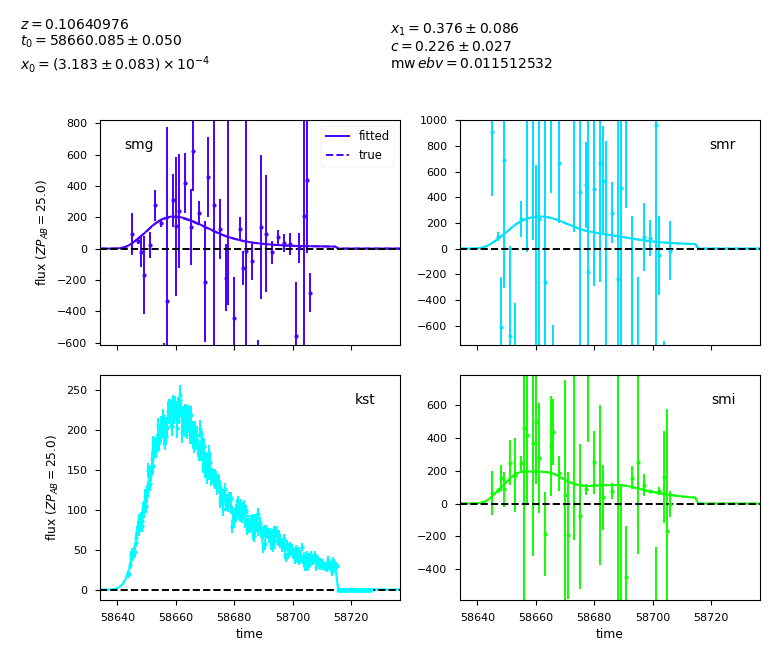 z = 0.10640976
t₀ = 58660.085 ± 0.050
x₀ = (3.183 ± 0.083) × 10⁻⁴
x₁ = 0.376 ± 0.086
c = 0.226 ± 0.027
mw ebv = 0.011512532
smg
fitted
true
800
600
400
200
0
−200
−400
−600
flux (ZP_AB = 25.0)
smr
1000
800
600
400
200
0
−200
−400
−600
kst
250
200
150
100
50
0
flux (ZP_AB = 25.0)
58640 58660 58680 58700 58720
time
smi
600
400
200
0
−200
−400
58640 58660 58680 58700 58720
time